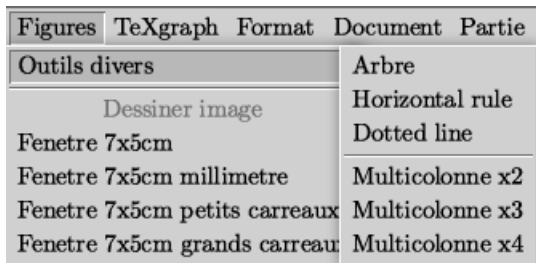 Figures TeXgraph Format Document Partie
Outils divers
Dessiner image
Fenetre 7x5cm
Fenetre 7x5cm millimetre
Fenetre 7x5cm petits carreaux
Fenetre 7x5cm grands carreau
Arbre
Horizontal rule
Dotted line
Multicolonne x2
Multicolonne x3
Multicolonne x4